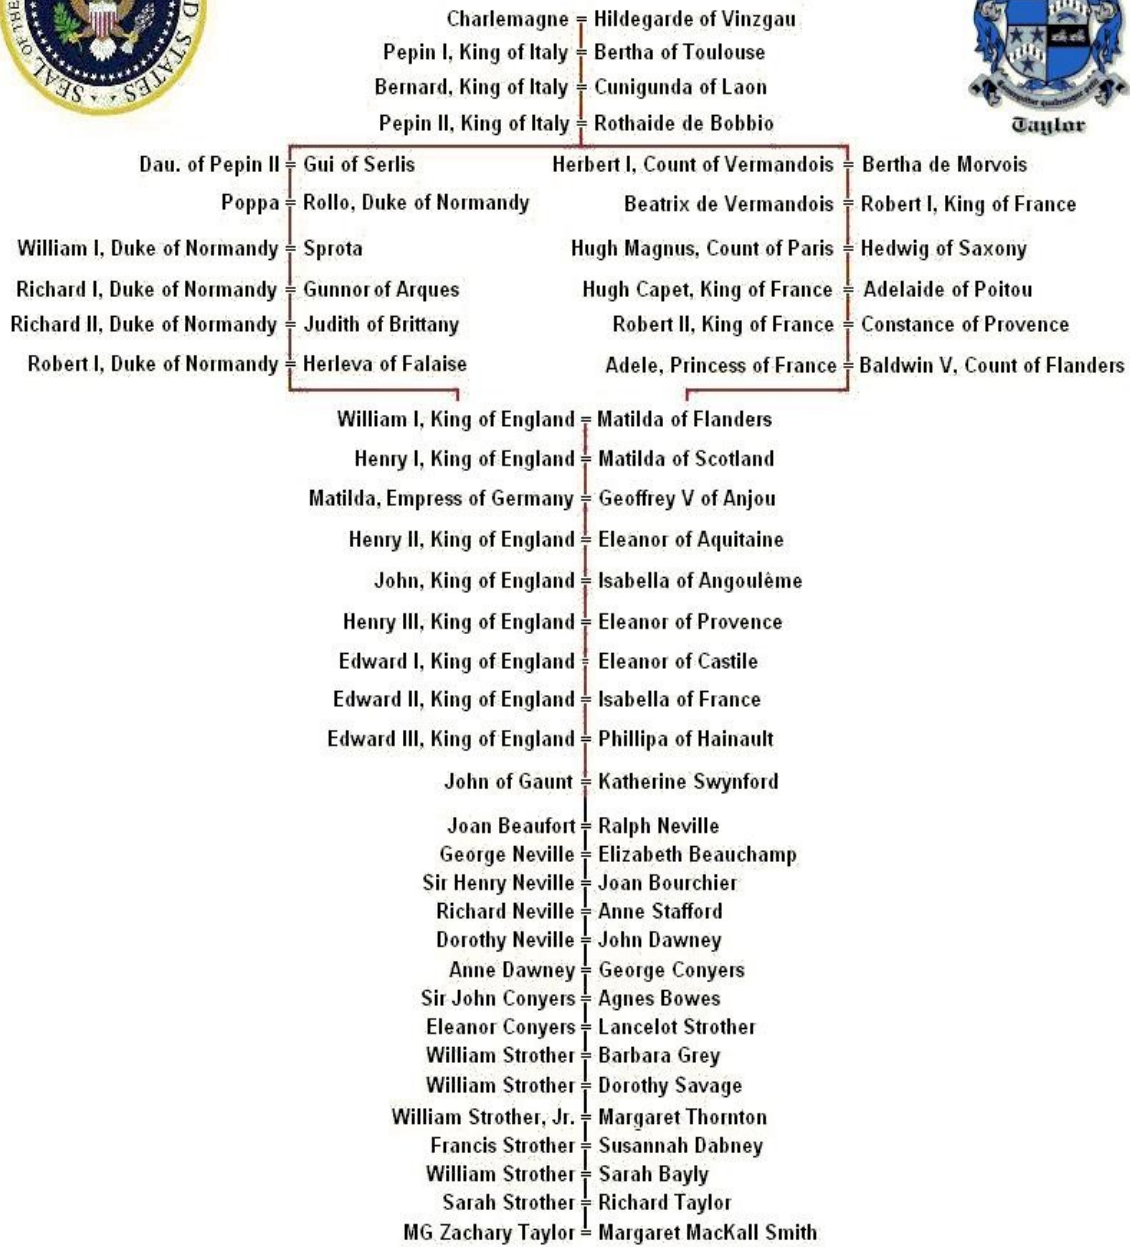 SEAL OF THE
D STATES
Taylor
Charlemagne = Hildegarde of Vinzgau
Pepin I, King of Italy = Bertha of Toulouse
Bernard, King of Italy = Cunigunda of Laon
Pepin II, King of Italy = Rothaide de Bobbio
Dau. of Pepin II = Gui of Serlis
Herbert I, Count of Vermandois = Bertha de Morvois
Poppa = Rollo, Duke of Normandy
Beatrix de Vermandois = Robert I, King of France
William I, Duke of Normandy = Sprota
Hugh Magnus, Count of Paris = Hedwig of Saxony
Richard I, Duke of Normandy = Gunnor of Arques
Hugh Capet, King of France = Adelaide of Poitou
Richard II, Duke of Normandy = Judith of Brittany
Robert II, King of France = Constance of Provence
Robert I, Duke of Normandy = Herleva of Falaise
Adele, Princess of France = Baldwin V, Count of Flanders
William I, King of England = Matilda of Flanders
Henry I, King of England = Matilda of Scotland
Matilda, Empress of Germany = Geoffrey V of Anjou
Henry II, King of England = Eleanor of Aquitaine
John, King of England = Isabella of Angoulême
Henry III, King of England = Eleanor of Provence
Edward I, King of England = Eleanor of Castile
Edward II, King of England = Isabella of France
Edward III, King of England = Phillipa of Hainault
John of Gaunt = Katherine Swynford
Joan Beaufort = Ralph Neville
George Neville = Elizabeth Beauchamp
Sir Henry Neville = Joan Bourchier
Richard Neville = Anne Stafford
Dorothy Neville = John Dawney
Anne Dawney = George Conyers
Sir John Conyers = Agnes Bowes
Eleanor Conyers = Lancelot Strother
William Strother = Barbara Grey
William Strother = Dorothy Savage
William Strother, Jr. = Margaret Thornton
Francis Strother = Susannah Dabney
William Strother = Sarah Bayly
Sarah Strother = Richard Taylor
MG Zachary Taylor = Margaret MacKall Smith